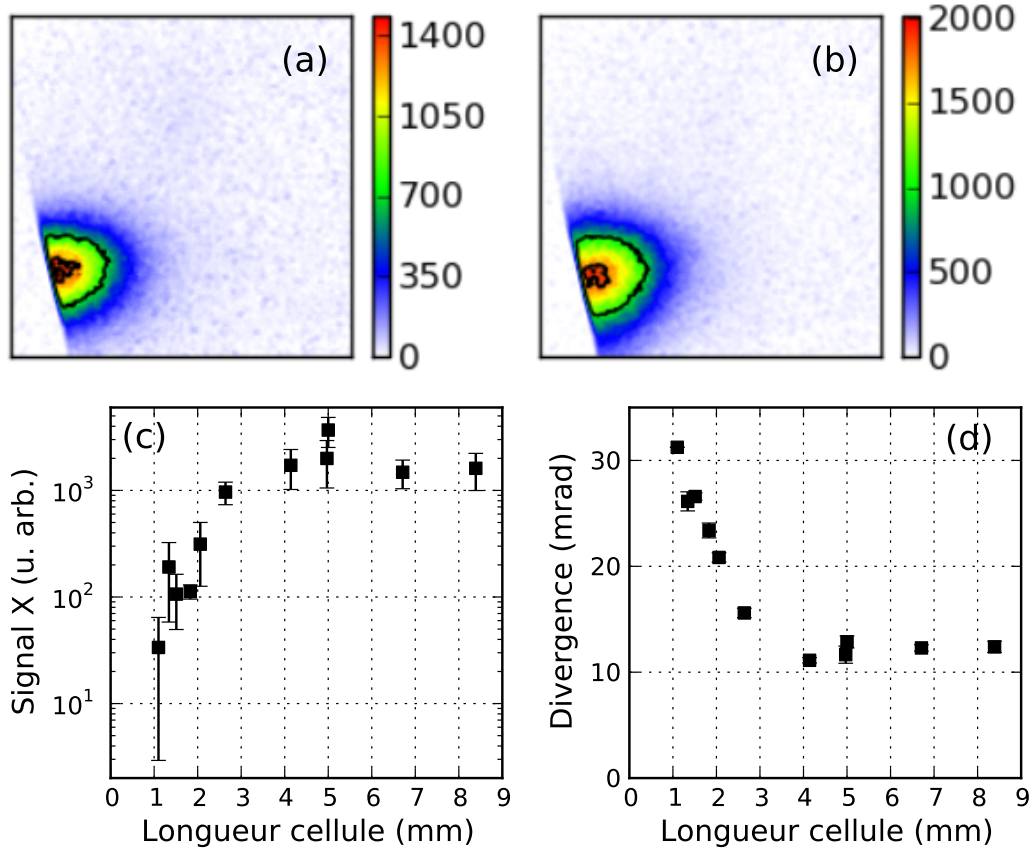 (a)
1400
1050
700
350
0
(b)
2000
1500
1000
500
0
(c)
Signal X (u. arb.)
10³
10²
10¹
0 1 2 3 4 5 6 7 8 9
Longueur cellule (mm)
(d)
Divergence (mrad)
30
20
10
0
0 1 2 3 4 5 6 7 8 9
Longueur cellule (mm)